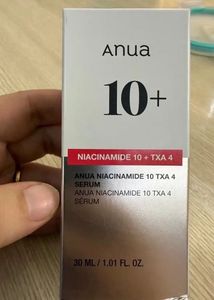 Anua
10+
NIACINAMIDE 10 + TXA 4
ANUA NIACINAMIDE 10 TXA 4
SERUM
ANUA NIACINAMIDE 10 TXA 4
SÉRUM
30 ML / 1.01 FL. OZ.